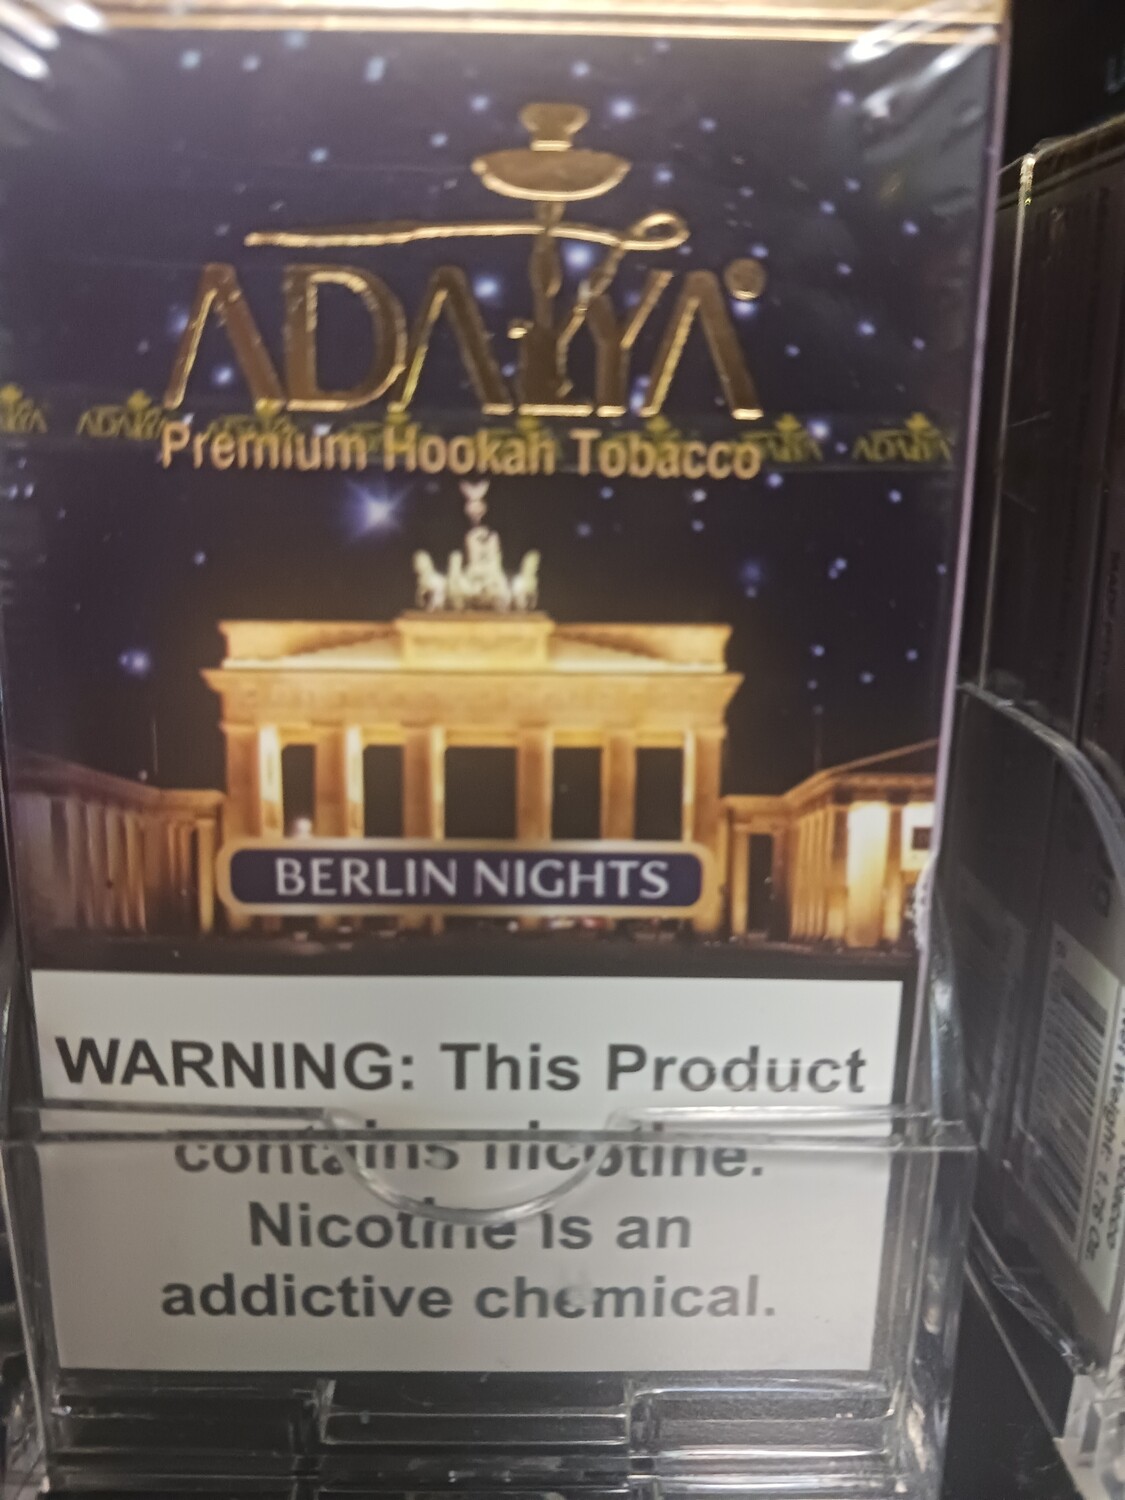 ADALYA®
Premium Hookah Tobacco
BERLIN NIGHTS
WARNING: This Product
contains nicotine.
Nicotine is an
addictive chemical.